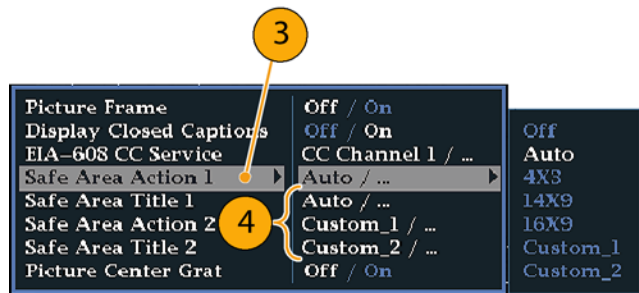 3
Picture Frame Off / On
Display Closed Captions Off / On Off
EIA-608 CC Service CC Channel 1 / ... Auto
Safe Area Action 1 Auto / ... 4X3
Safe Area Title 1 Auto / ... 14X9
Safe Area Action 2 4 Custom_1 / ... 16X9
Safe Area Title 2 Custom_2 / ... Custom_1
Picture Center Grat Off / On Custom_2